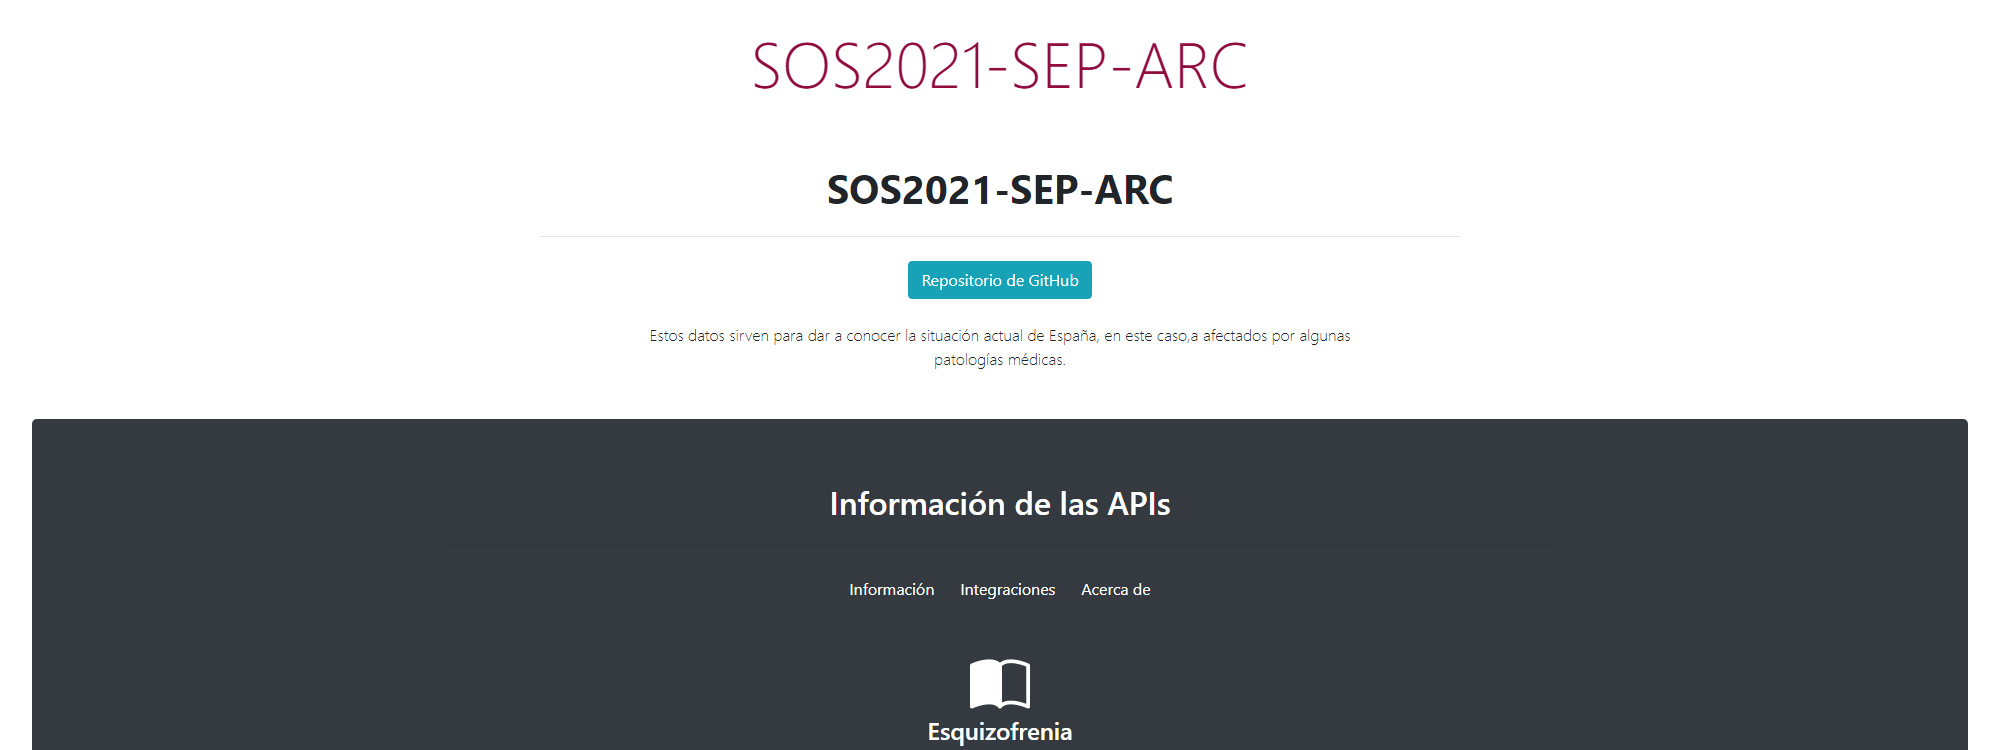 SOS2021-SEP-ARC
SOS2021-SEP-ARC
Repositorio de GitHub
Estos datos sirven para dar a conocer la situación actual de España, en este caso,a afectados por algunas
patologías médicas.
Información de las APIs
Información Integraciones Acerca de
Esquizofrenia